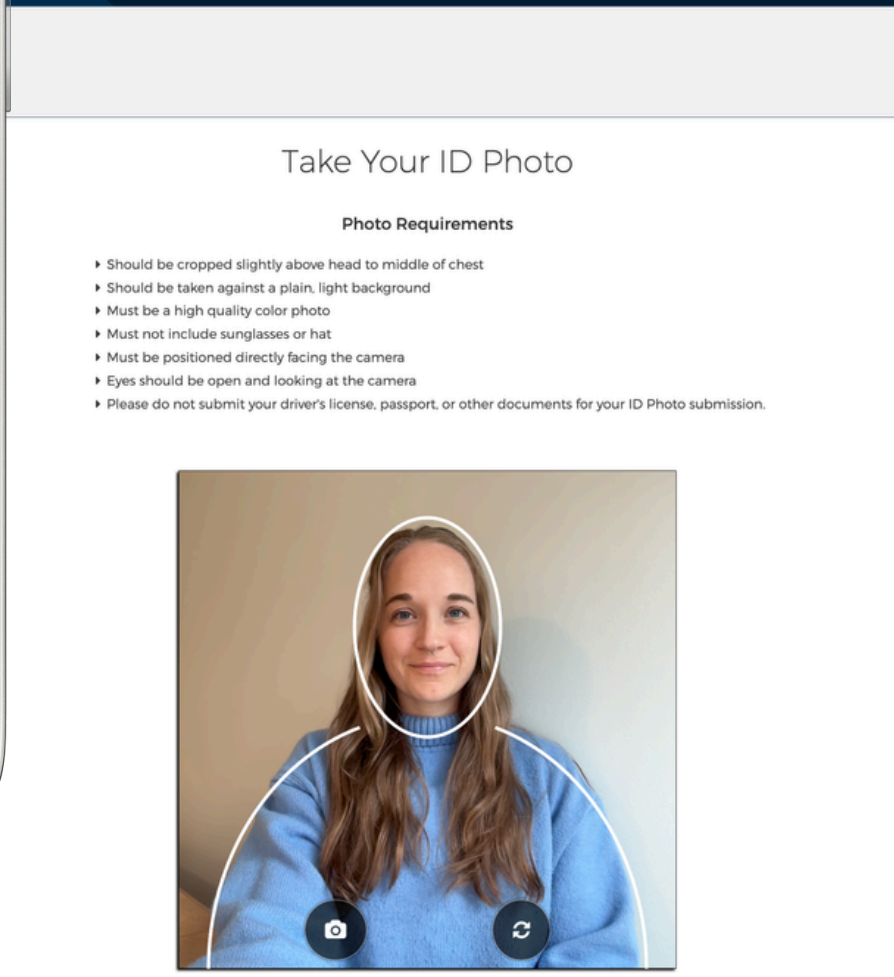 Take Your ID Photo
Photo Requirements
Should be cropped slightly above head to middle of chest
Should be taken against a plain, light background
Must be a high quality color photo
Must not include sunglasses or hat
Must be positioned directly facing the camera
Eyes should be open and looking at the camera
Please do not submit your driver's license, passport, or other documents for your ID Photo submission.